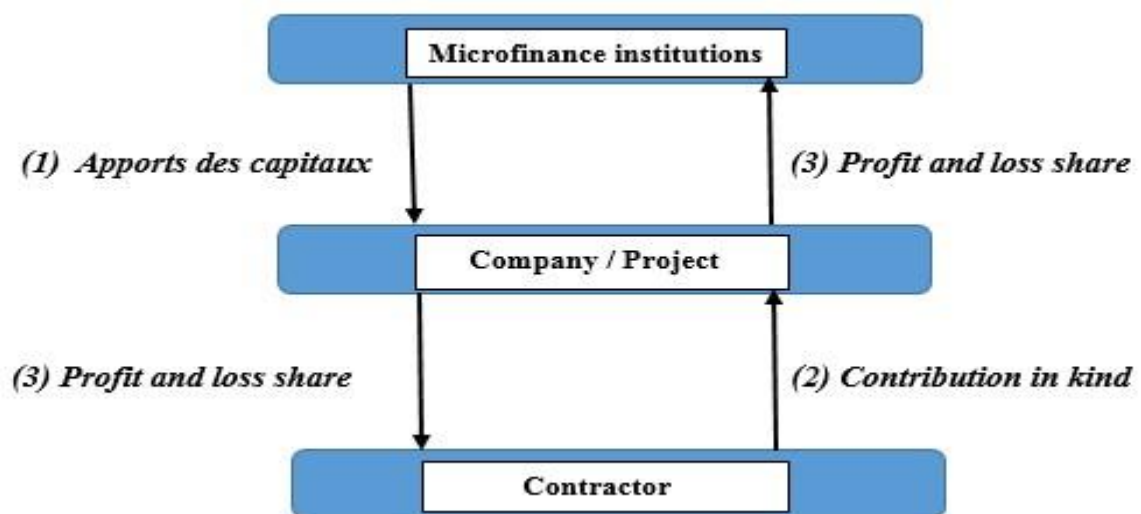 Microfinance institutions
(1) Apports des capitaux
(3) Profit and loss share
Company / Project
(3) Profit and loss share
(2) Contribution in kind
Contractor